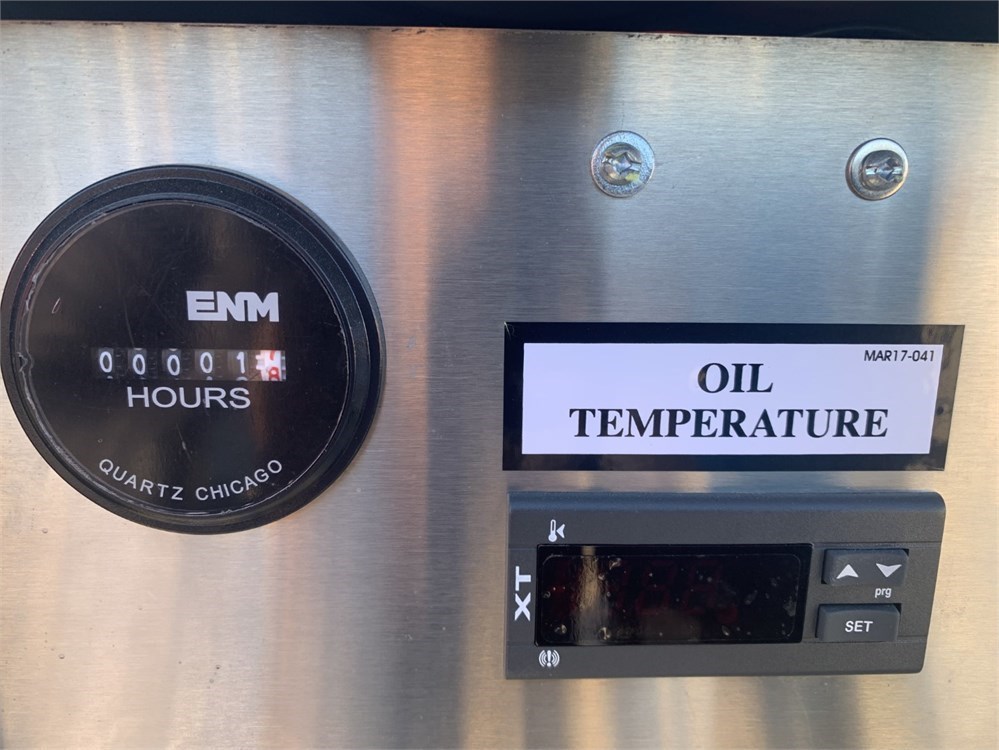 ENM
0 0 0 0 1
HOURS
QUARTZ CHICAGO
MAR17-041
OIL
TEMPERATURE
XT
prg
SET